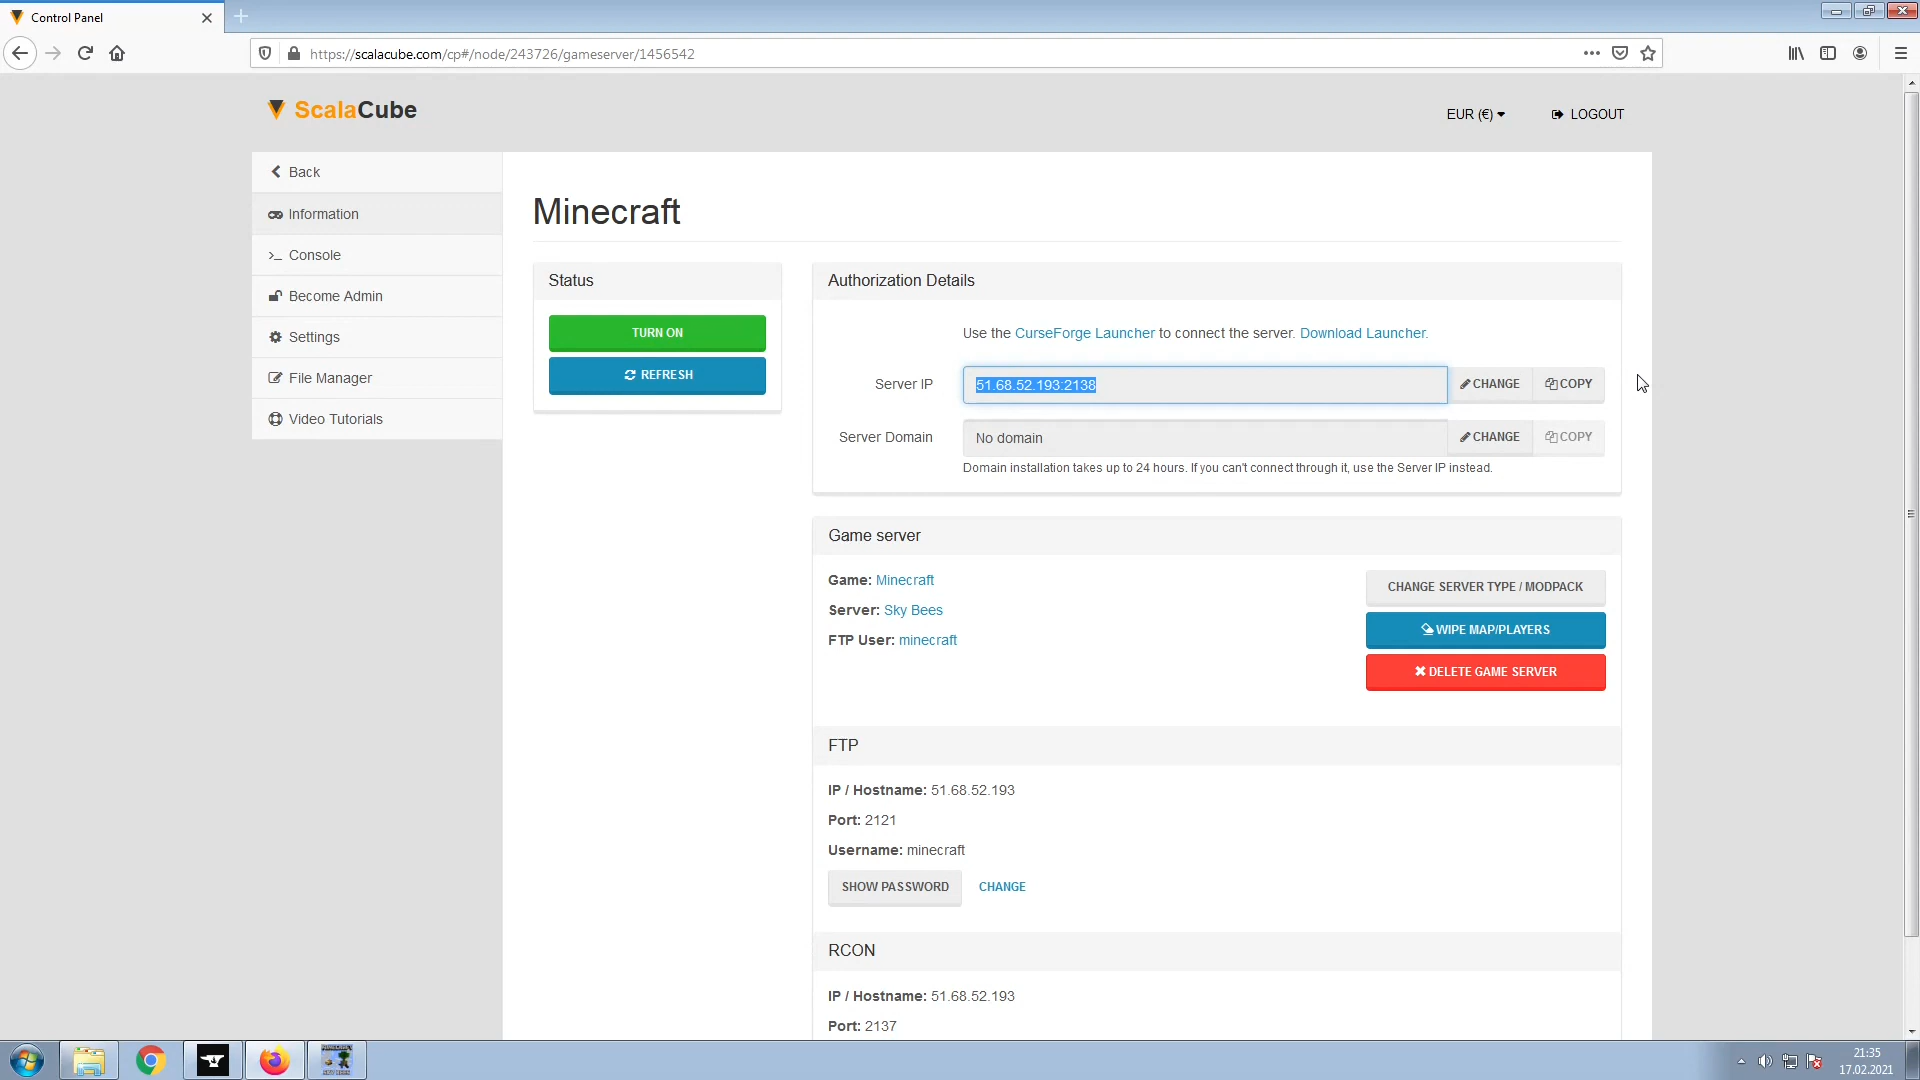 Control Panel
https://scalacube.com/cp#/node/243726/gameserver/1456542
ScalaCube
EUR (€)
LOGOUT
Back
Information
Console
Become Admin
Settings
File Manager
Video Tutorials
Minecraft
Status
TURN ON
REFRESH
Authorization Details
Use the CurseForge Launcher to connect the server. Download Launcher.
Server IP
51.68.52.193:2138
CHANGE
COPY
Server Domain
No domain
CHANGE
COPY
Domain installation takes up to 24 hours. If you can't connect through it, use the Server IP instead.
Game server
Game: Minecraft
Server: Sky Bees
FTP User: minecraft
CHANGE SERVER TYPE / MODPACK
WIPE MAP/PLAYERS
DELETE GAME SERVER
FTP
IP / Hostname: 51.68.52.193
Port: 2121
Username: minecraft
SHOW PASSWORD
CHANGE
RCON
IP / Hostname: 51.68.52.193
Port: 2137
21:35
17.02.2021